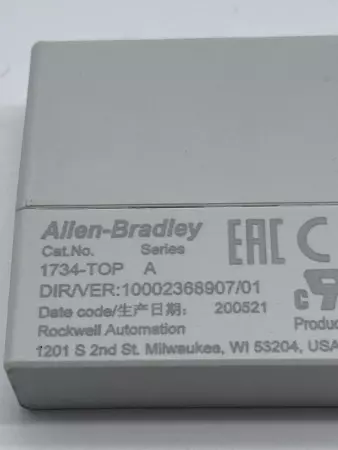 Allen-Bradley
EAC
Cat.No. Series
1734-TOP A
DIR/VER:10002368907/01
Date code/生产日期: 200521
Rockwell Automation
Produc
1201 S 2nd St. Milwaukee, WI 53204, USA